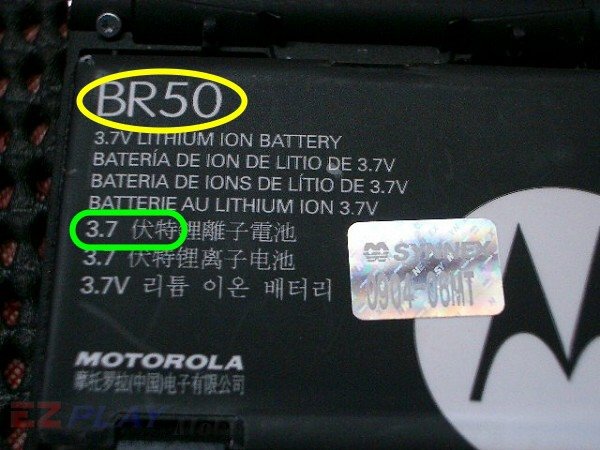 BR50
3.7V LITHIUM ION BATTERY
BATERÍA DE ION DE LITIO DE 3.7V
BATERIA DE IONS DE LÍTIO DE 3.7V
BATTERIE AU LITHIUM ION 3.7V
3.7 伏特鋰離子電池
3.7 伏特锂离子电池
3.7V 리튬 이온 배터리
SYNNEX
0904-06MT
MOTOROLA
摩托罗拉(中国)电子有限公司
EZPLAY